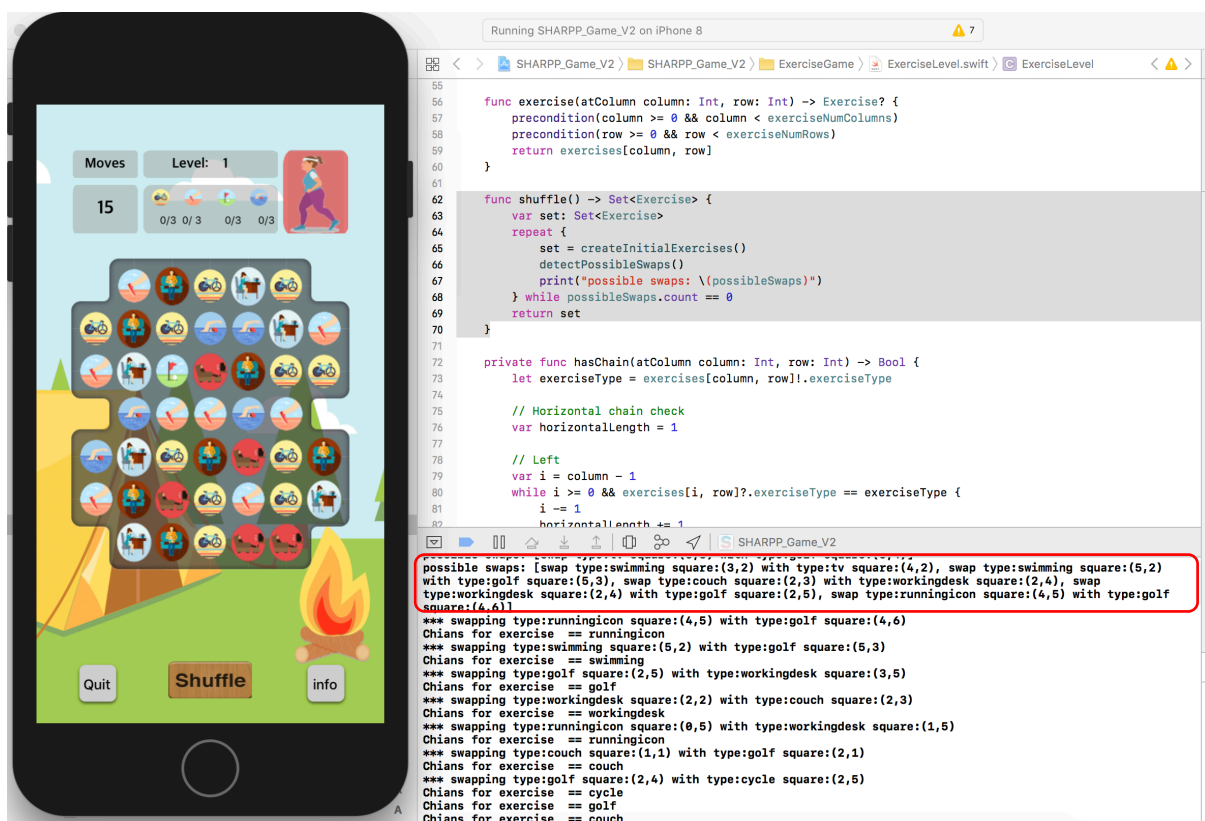 Running SHARPP_Game_V2 on iPhone 8
7
SHARPP_Game_V2 SHARPP_Game_V2 ExerciseGame ExerciseLevel.swift C ExerciseLevel
Moves
Level: 1
15
0/3 0/ 3 0/3 0/3
Quit
Shuffle
info
55
56 func exercise(atColumn column: Int, row: Int) -> Exercise? {
57 precondition(column >= 0 && column < exerciseNumColumns)
58 precondition(row >= 0 && row < exerciseNumRows)
59 return exercises[column, row]
60 }
61
62 func shuffle() -> Set<Exercise> {
63 var set: Set<Exercise>
64 repeat {
65 set = createInitialExercises()
66 detectPossibleSwaps()
67 print("possible swaps: \(possibleSwaps)")
68 } while possibleSwaps.count == 0
69 return set
70 }
71
72 private func hasChain(atColumn column: Int, row: Int) -> Bool {
73 let exerciseType = exercises[column, row]!.exerciseType
74
75 // Horizontal chain check
76 var horizontalLength = 1
77
78 // Left
79 var i = column - 1
80 while i >= 0 && exercises[i, row]?.exerciseType == exerciseType {
81 i -= 1
82 horizontalLength += 1
SHARPP_Game_V2
possible swaps: [swap type:swimming square:(3,2) with type:tv square:(4,2), swap type:swimming square:(5,2)
with type:golf square:(5,3), swap type:couch square:(2,3) with type:workingdesk square:(2,4), swap
type:workingdesk square:(2,4) with type:golf square:(2,5), swap type:runningicon square:(4,5) with type:golf
square:(4,6)]
*** swapping type:runningicon square:(4,5) with type:golf square:(4,6)
Chians for exercise == runningicon
*** swapping type:swimming square:(5,2) with type:golf square:(5,3)
Chians for exercise == swimming
*** swapping type:golf square:(2,5) with type:workingdesk square:(3,5)
Chians for exercise == golf
*** swapping type:workingdesk square:(2,2) with type:couch square:(2,3)
Chians for exercise == workingdesk
*** swapping type:runningicon square:(0,5) with type:workingdesk square:(1,5)
Chians for exercise == runningicon
*** swapping type:couch square:(1,1) with type:golf square:(2,1)
Chians for exercise == couch
*** swapping type:golf square:(2,4) with type:cycle square:(2,5)
Chians for exercise == cycle
Chians for exercise == golf
Chians for exercise == couch
A